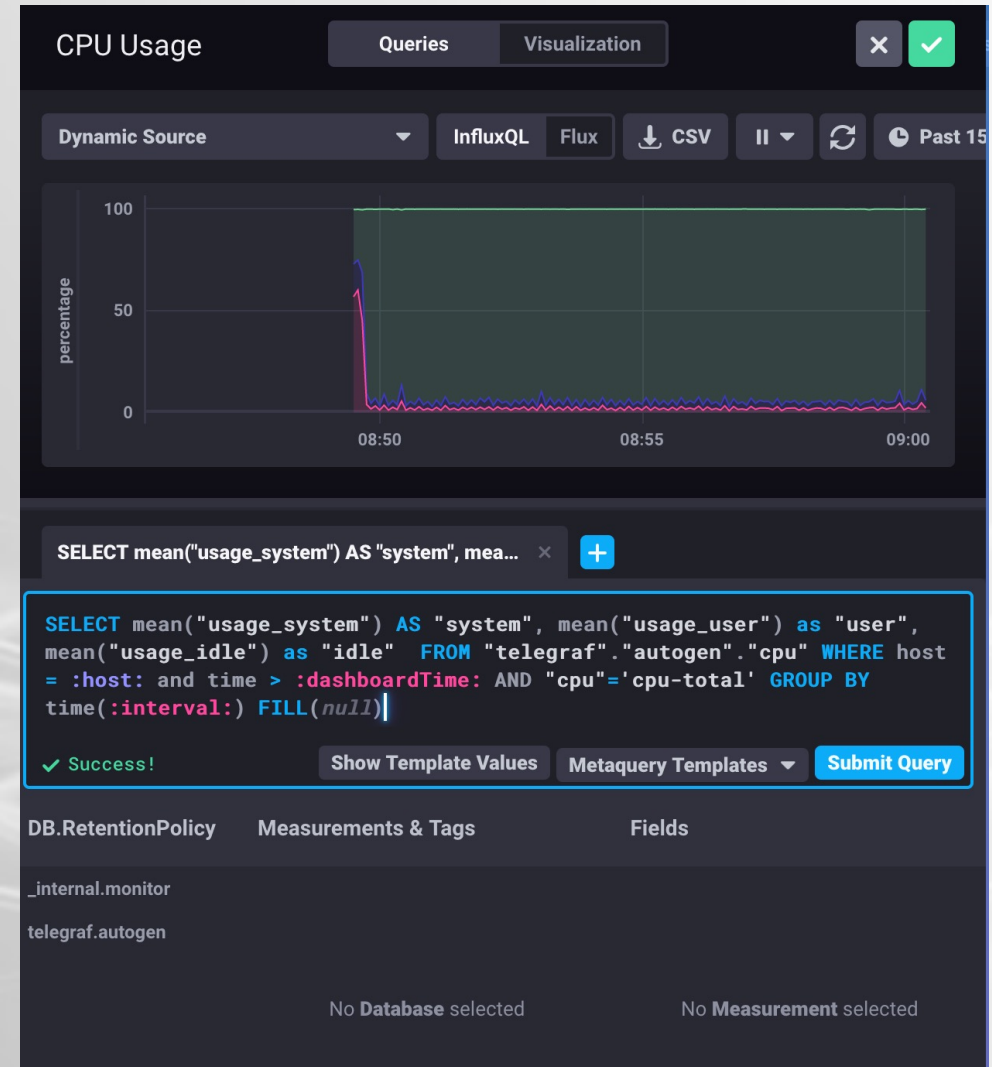 CPU Usage
Queries
Visualization
Dynamic Source
InfluxQL
Flux
CSV
Past 15
100
50
0
percentage
08:50
08:55
09:00
SELECT mean("usage_system") AS "system", mea...
SELECT mean("usage_system") AS "system", mean("usage_user") as "user",
mean("usage_idle") as "idle"  FROM "telegraf"."autogen"."cpu" WHERE host
= :host: and time > :dashboardTime: AND "cpu"='cpu-total' GROUP BY
time(:interval:) FILL(null)
Success!
Show Template Values
Metaquery Templates
Submit Query
DB.RetentionPolicy
Measurements & Tags
Fields
_internal.monitor
telegraf.autogen
No Database selected
No Measurement selected